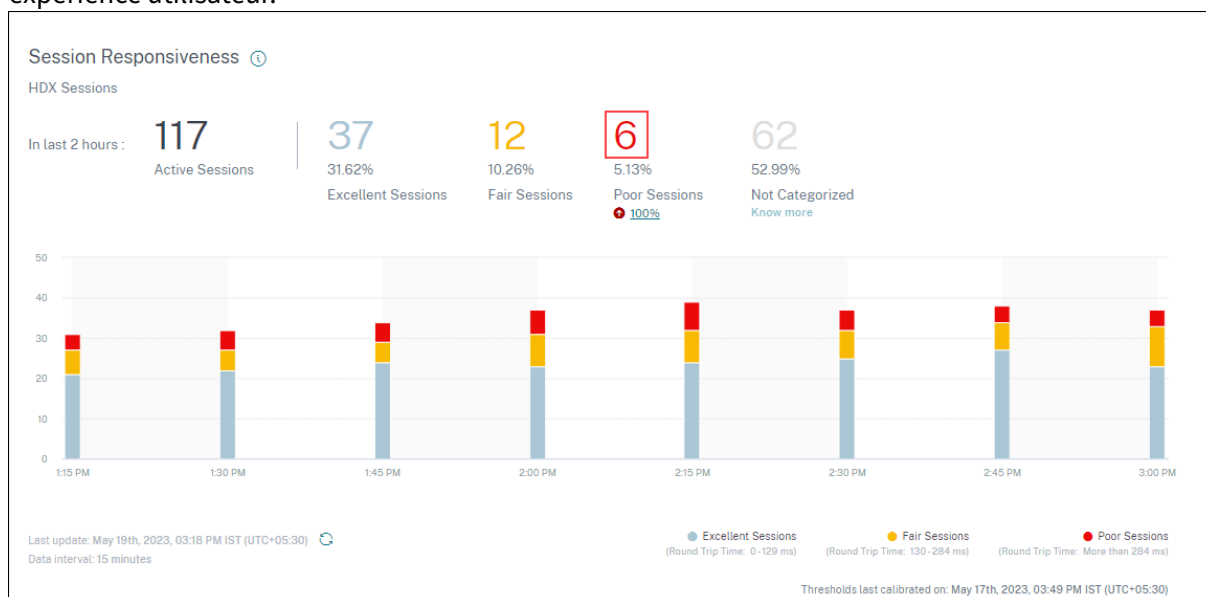 expérience utilisateur.
Session Responsiveness
HDX Sessions
In last 2 hours :
117
Active Sessions
37
31.62%
Excellent Sessions
12
10.26%
Fair Sessions
6
5.13%
Poor Sessions
100%
62
52.99%
Not Categorized
Know more
50
40
30
20
10
0
1:15 PM 1:30 PM 1:45 PM 2:00 PM 2:15 PM 2:30 PM 2:45 PM 3:00 PM
Last update: May 19th, 2023, 03:18 PM IST (UTC+05:30)
Data interval: 15 minutes
Excellent Sessions
(Round Trip Time: 0-129 ms)
Fair Sessions
(Round Trip Time: 130-284 ms)
Poor Sessions
(Round Trip Time: More than 284 ms)
Thresholds last calibrated on: May 17th, 2023, 03:49 PM IST (UTC+05:30)